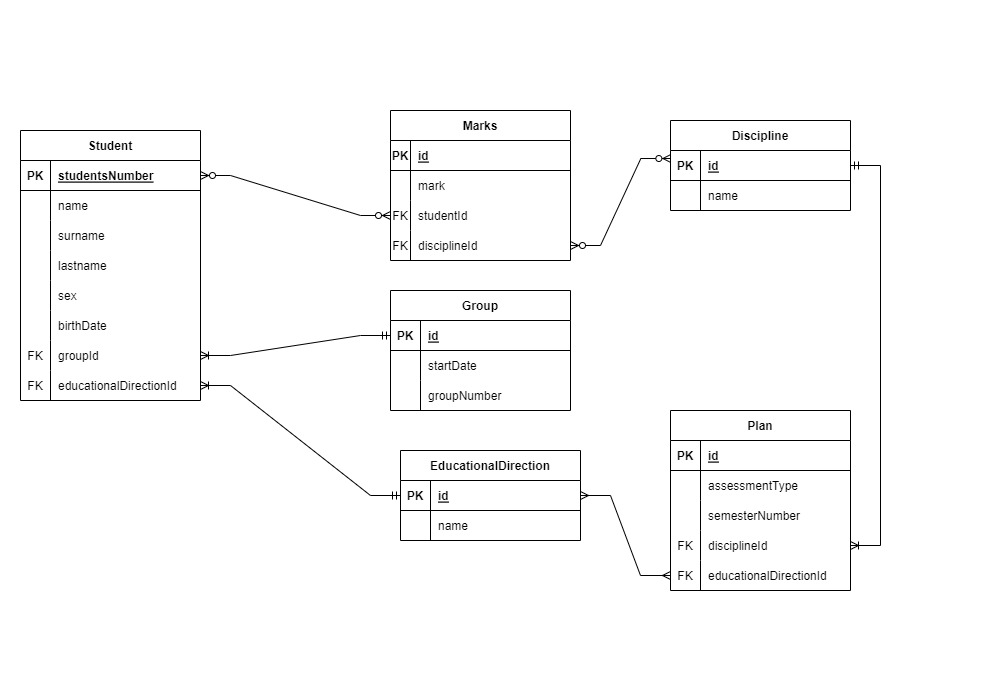 Student
PK studentsNumber
name
surname
lastname
sex
birthDate
FK groupId
FK educationalDirectionId
Marks
PK id
mark
FK studentId
FK disciplineId
Group
PK id
startDate
groupNumber
EducationalDirection
PK id
name
Discipline
PK id
name
Plan
PK id
assessmentType
semesterNumber
FK disciplineId
FK educationalDirectionId